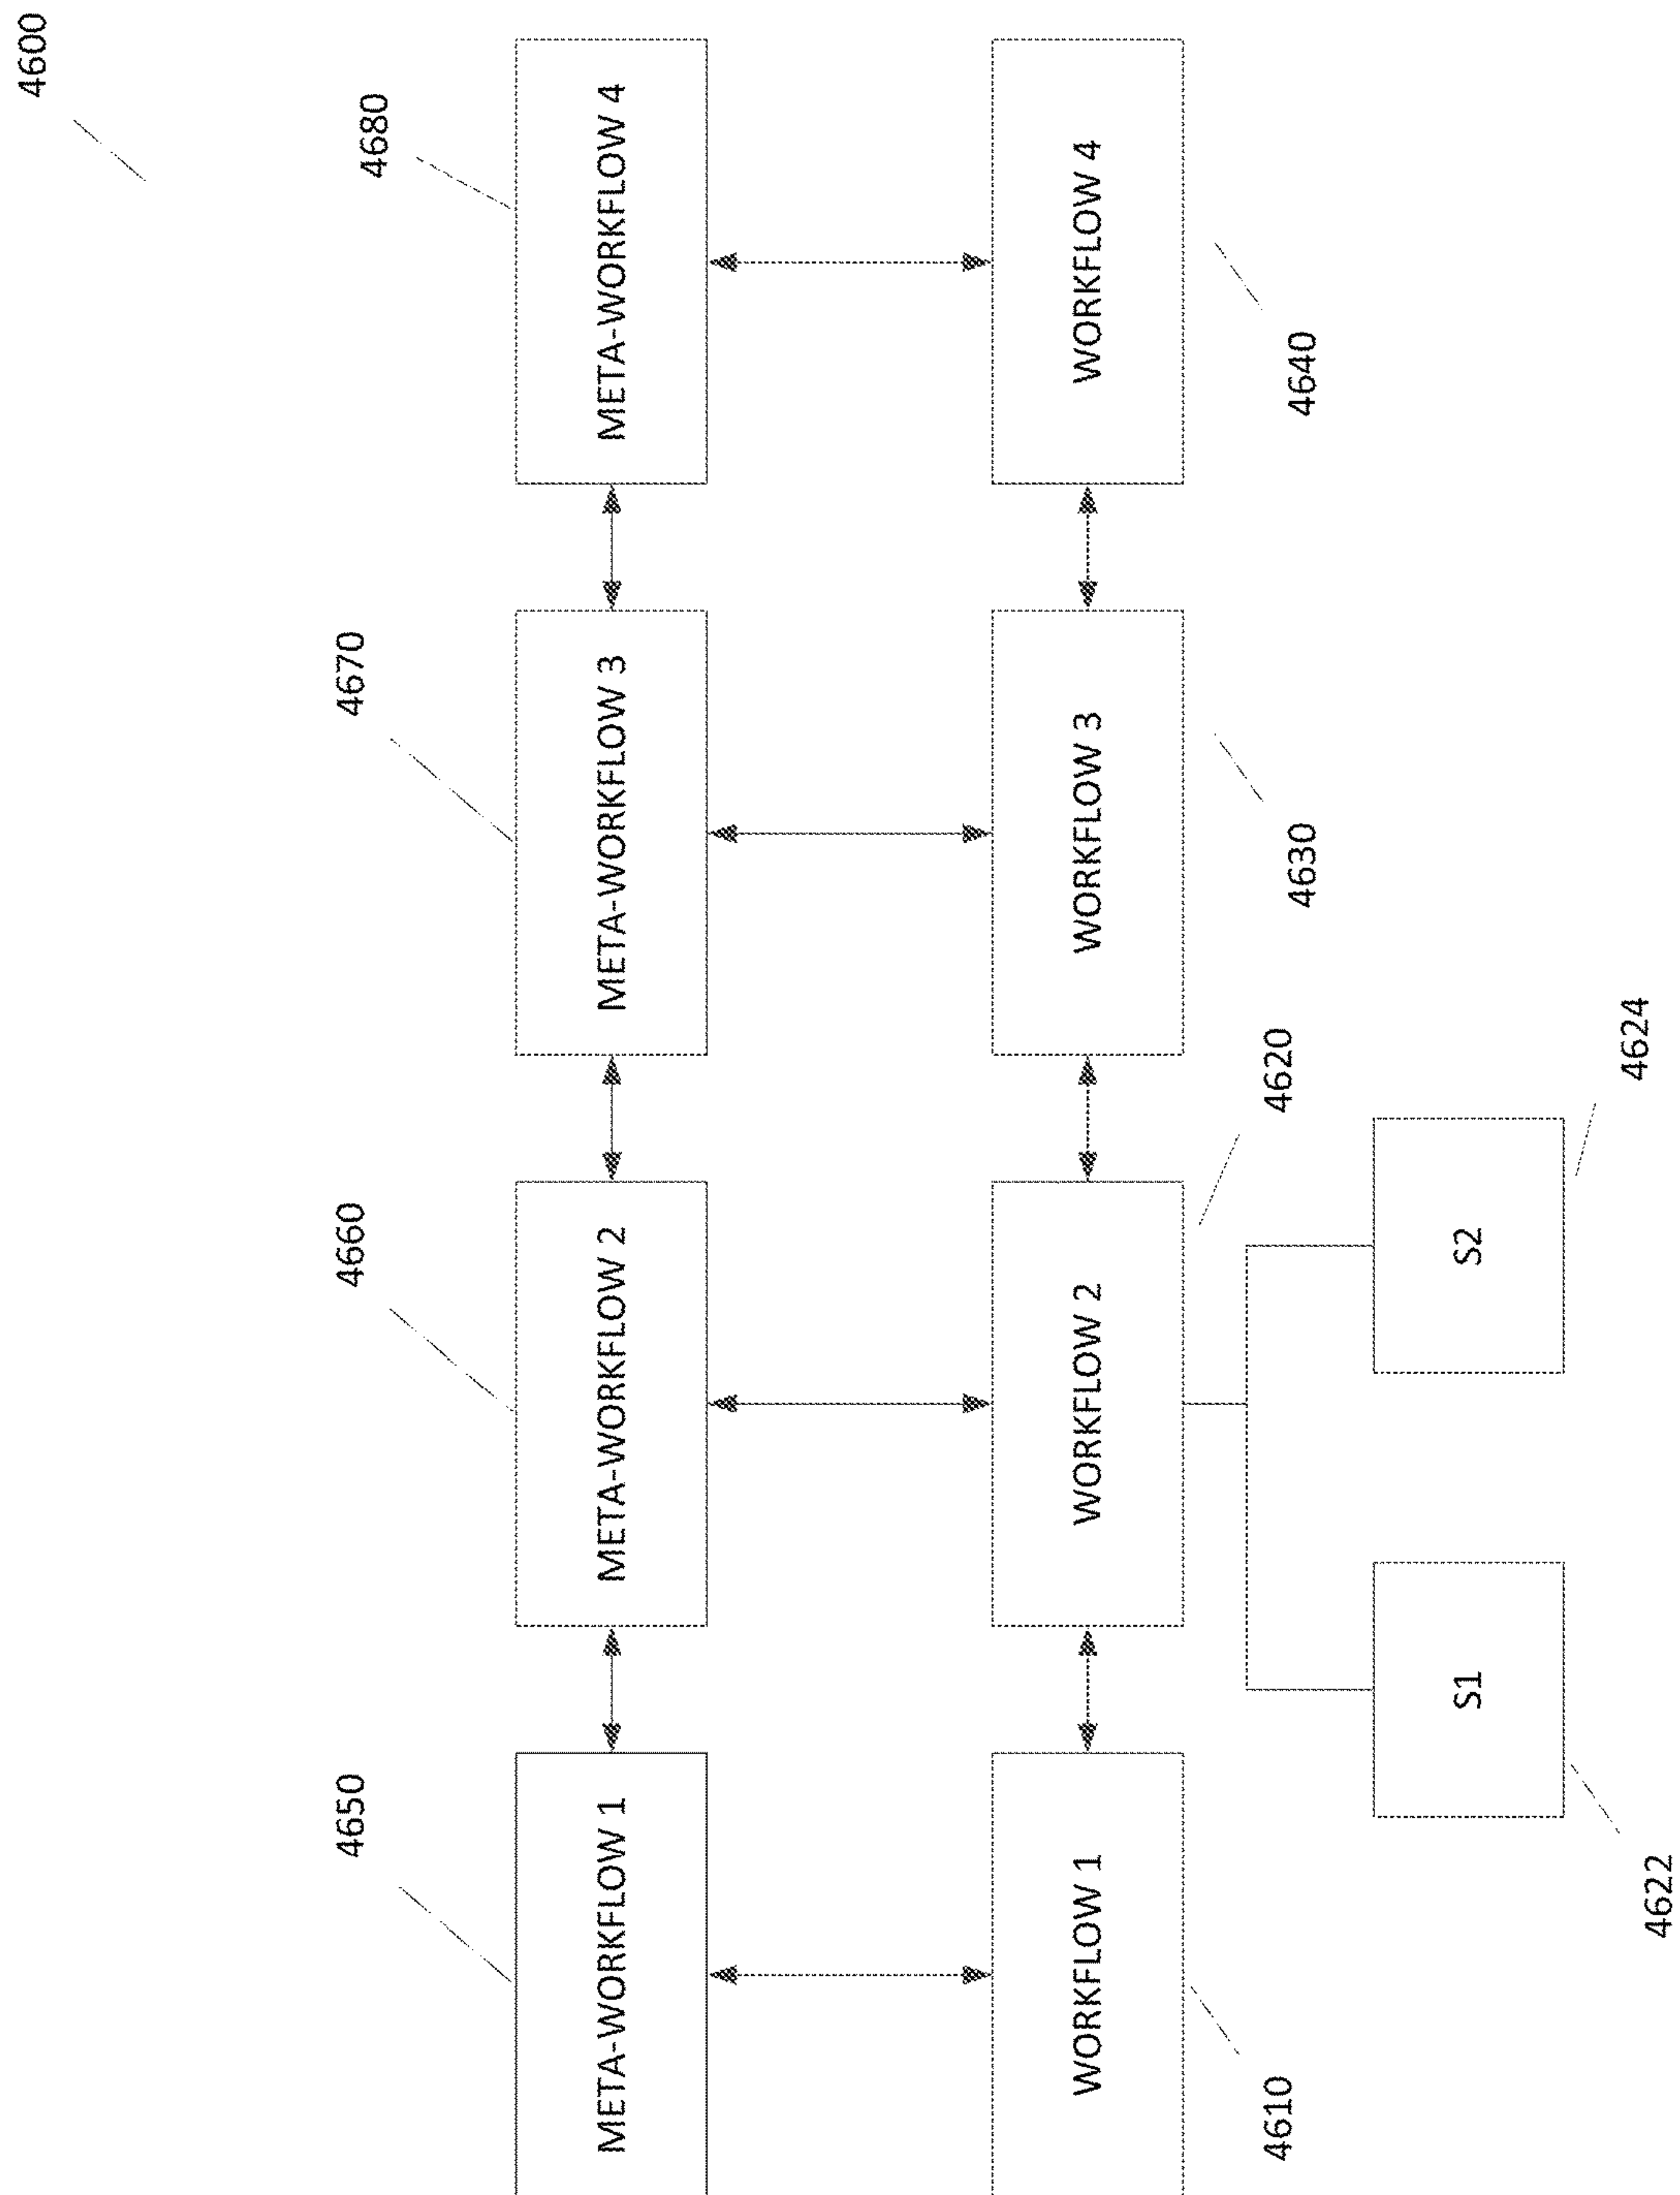 4600
4650
4660
4670
4680
META-WORKFLOW 1
META-WORKFLOW 2
META-WORKFLOW 3
META-WORKFLOW 4
WORKFLOW 1
WORKFLOW 2
WORKFLOW 3
WORKFLOW 4
4610
4620
4630
4640
S1
S2
4622
4624